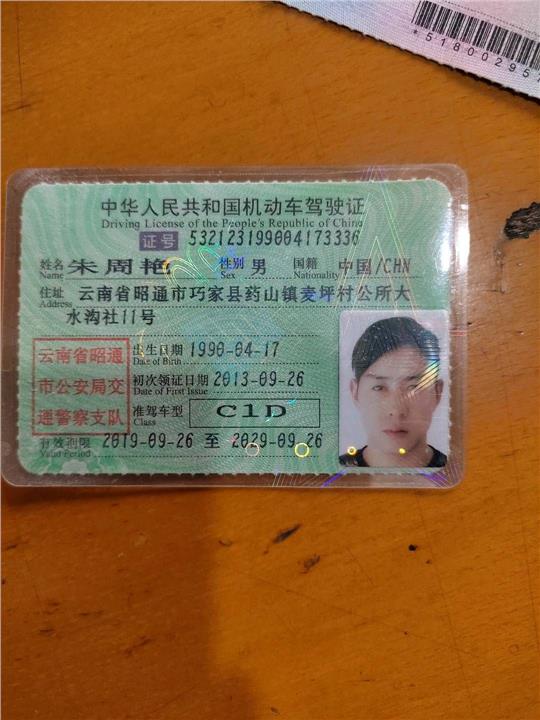 *51800295
中华人民共和国机动车驾驶证
Driving License of the People's Republic of China
证号 532123199004173336
姓名 朱周艳 性别 男 国籍 中国/CHN
Name Sex Nationality
住址 云南省昭通市巧家县药山镇麦坪村公所大
Address
水沟社11号
云南省昭通
市公安局交
通警察支队
出生日期 1990-04-17
Date of Birth
初次领证日期 2013-09-26
Date of First Issue
准驾车型 C1D
Class
有效期限 2019-09-26 至 2029-09-26
Valid Period